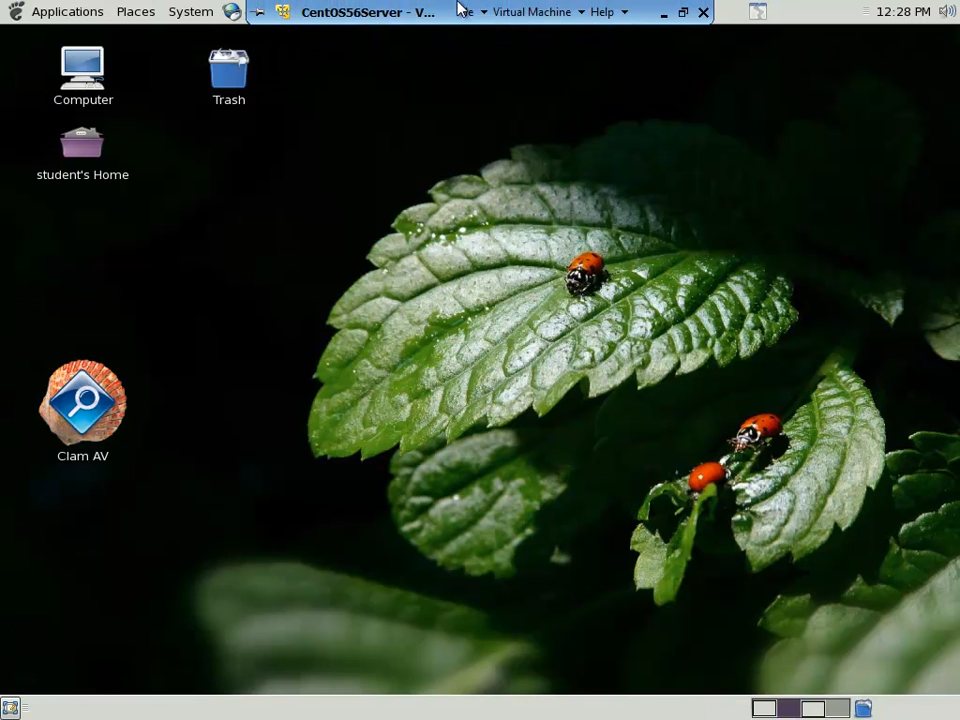 Applications Places System CentOS56Server - V... Virtual Machine Help 12:28 PM
Computer
Trash
student's Home
Clam AV